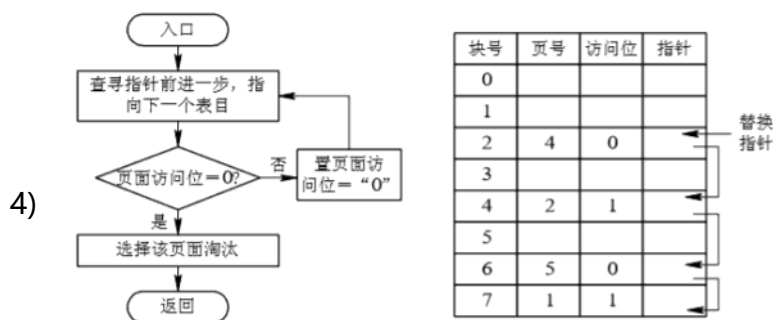 4)
入口
查寻指针前进一步，指
向下一个表目
页面访问位＝0?
否
置页面访
问位＝“0”
是
选择该页面淘汰
返回
块号 页号 访问位 指针
0
1
2 4 0
3
4 2 1
5
6 5 0
7 1 1
替换
指针